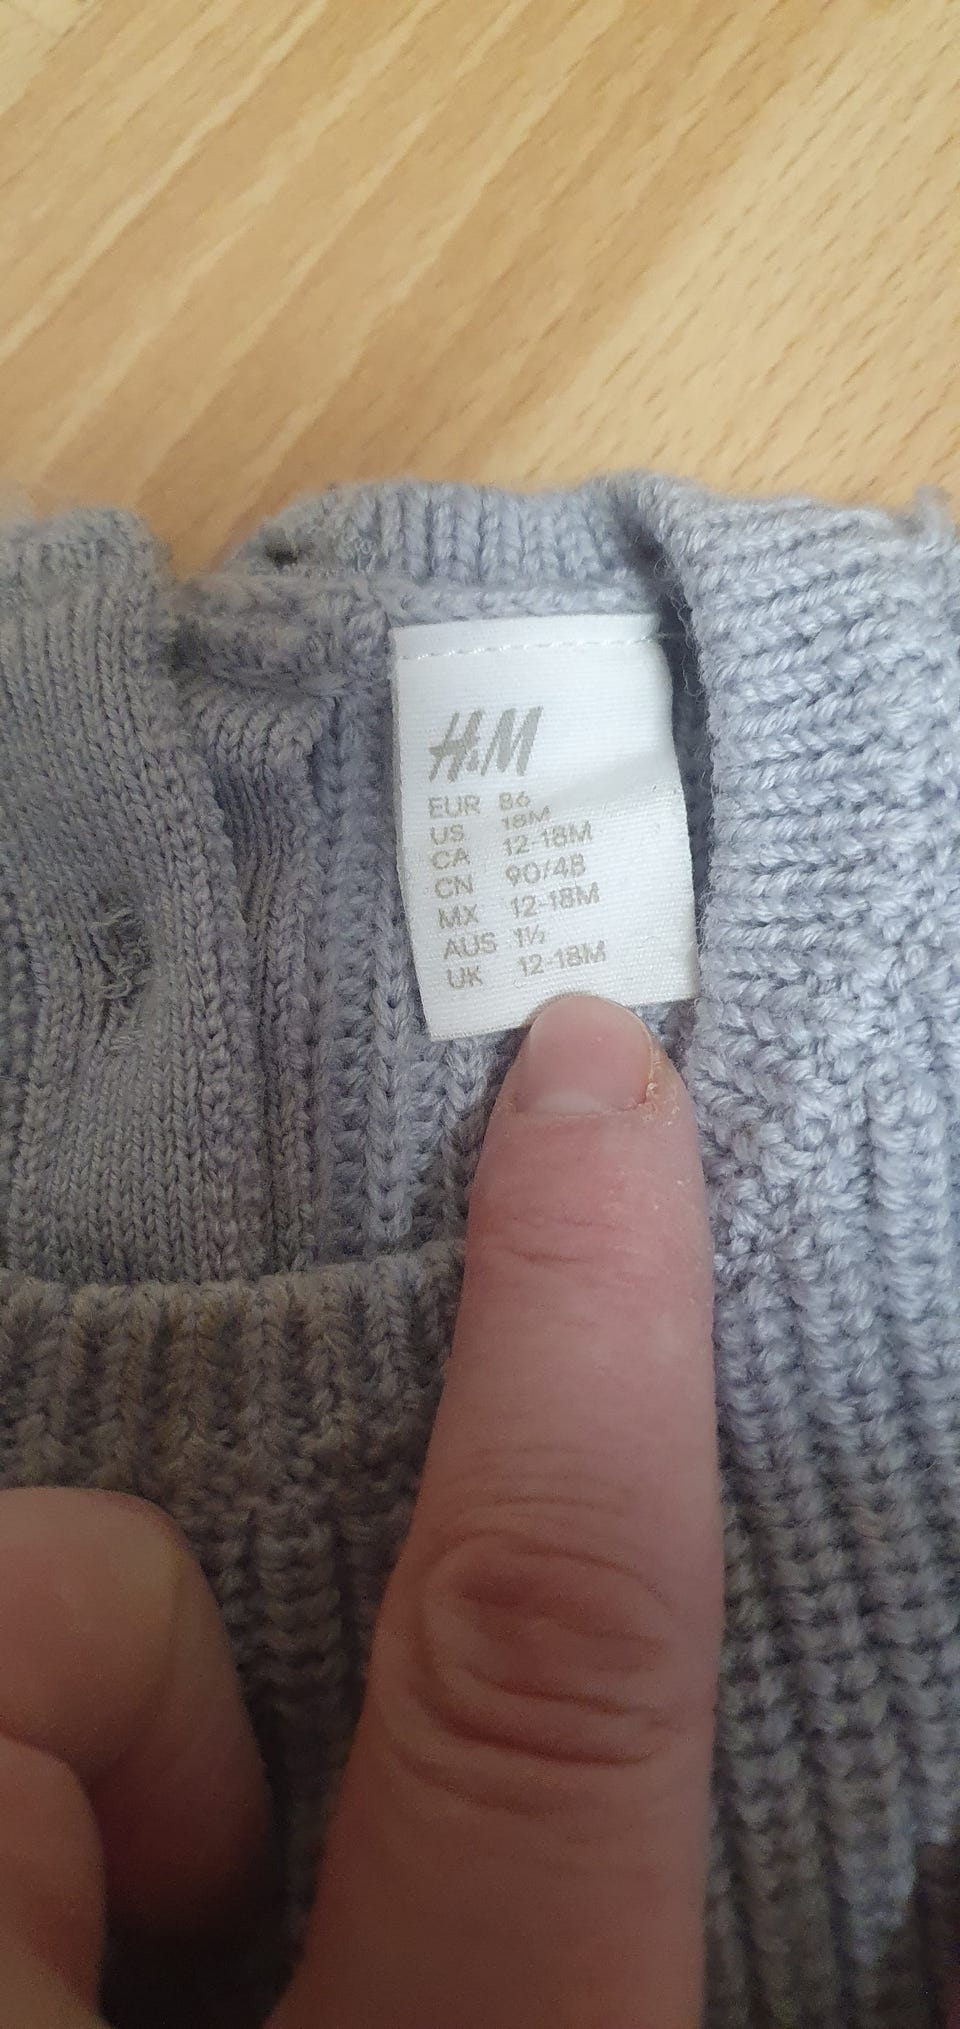 H&M
EUR 86
US 18M
CA 12-18M
CN 90/48
MX 12-18M
AUS 1½
UK 12-18M